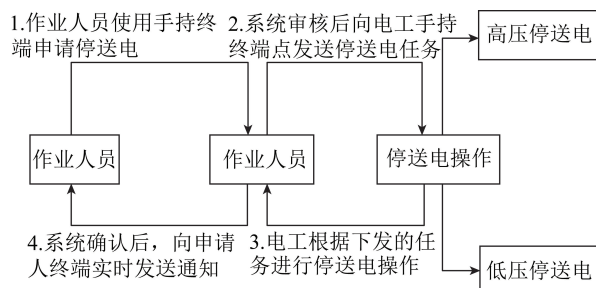 1.作业人员使用手持终
端申请停送电
2.系统审核后向电工手持
终端点发送停送电任务
高压停送电
作业人员
作业人员
停送电操作
4.系统确认后，向申请
人终端实时发送通知
3.电工根据下发的任
务进行停送电操作
低压停送电